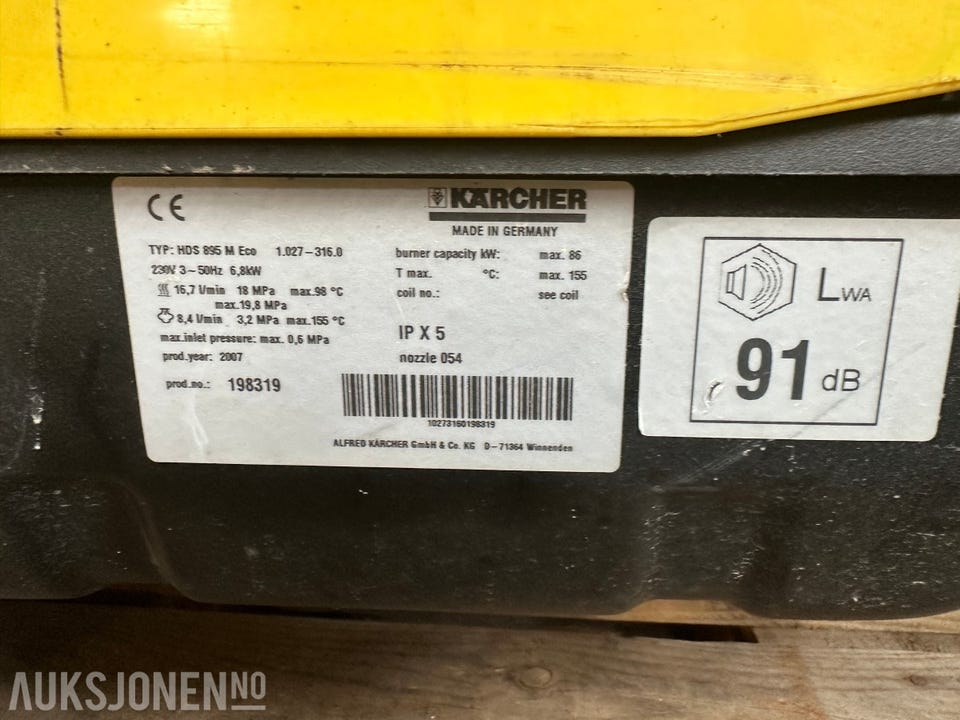 CE
KÄRCHER
MADE IN GERMANY
TYP: HDS 895 M Eco 1.027-316.0
230V 3~50Hz 6,8kW
16,7 l/min 18 MPa max.98 °C
max.19,8 MPa
8,4 l/min 3,2 MPa max.155 °C
max.inlet pressure: max. 0,6 MPa
prod.year: 2007
prod.no.: 198319
burner capacity kW: max. 86
T max. °C: max. 155
coil no.: see coil
IP X 5
nozzle 054
10273160198319
ALFRED KÄRCHER GmbH & Co. KG D-71364 Winnenden
LWA
91 dB
AUKSJONEN NO